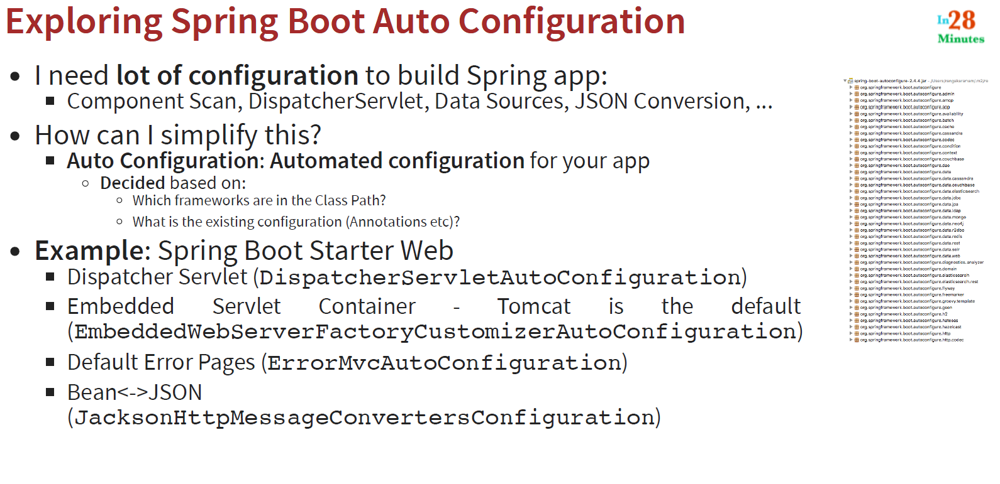 Exploring Spring Boot Auto Configuration
In28
Minutes
I need lot of configuration to build Spring app:
Component Scan, DispatcherServlet, Data Sources, JSON Conversion, ...
How can I simplify this?
Auto Configuration: Automated configuration for your app
Decided based on:
Which frameworks are in the Class Path?
What is the existing configuration (Annotations etc)?
Example: Spring Boot Starter Web
Dispatcher Servlet (DispatcherServletAutoConfiguration)
Embedded Servlet Container - Tomcat is the default
(EmbeddedWebServerFactoryCustomizerAutoConfiguration)
Default Error Pages (ErrorMvcAutoConfiguration)
Bean<->JSON
(JacksonHttpMessageConvertersConfiguration)
spring-boot-autoconfigure-2.4.4.jar - /Users/rangakaranam/.m2/re
org.springframework.boot.autoconfigure
org.springframework.boot.autoconfigure.admin
org.springframework.boot.autoconfigure.amqp
org.springframework.boot.autoconfigure.aop
org.springframework.boot.autoconfigure.availability
org.springframework.boot.autoconfigure.batch
org.springframework.boot.autoconfigure.cache
org.springframework.boot.autoconfigure.cassandra
org.springframework.boot.autoconfigure.codec
org.springframework.boot.autoconfigure.condition
org.springframework.boot.autoconfigure.context
org.springframework.boot.autoconfigure.couchbase
org.springframework.boot.autoconfigure.dao
org.springframework.boot.autoconfigure.data
org.springframework.boot.autoconfigure.data.cassandra
org.springframework.boot.autoconfigure.data.couchbase
org.springframework.boot.autoconfigure.data.elasticsearch
org.springframework.boot.autoconfigure.data.jdbc
org.springframework.boot.autoconfigure.data.jpa
org.springframework.boot.autoconfigure.data.ldap
org.springframework.boot.autoconfigure.data.mongo
org.springframework.boot.autoconfigure.data.neo4j
org.springframework.boot.autoconfigure.data.r2dbc
org.springframework.boot.autoconfigure.data.redis
org.springframework.boot.autoconfigure.data.rest
org.springframework.boot.autoconfigure.data.solr
org.springframework.boot.autoconfigure.data.web
org.springframework.boot.autoconfigure.diagnostics.analyzer
org.springframework.boot.autoconfigure.domain
org.springframework.boot.autoconfigure.elasticsearch
org.springframework.boot.autoconfigure.elasticsearch.rest
org.springframework.boot.autoconfigure.flyway
org.springframework.boot.autoconfigure.freemarker
org.springframework.boot.autoconfigure.groovy.template
org.springframework.boot.autoconfigure.gson
org.springframework.boot.autoconfigure.h2
org.springframework.boot.autoconfigure.hateoas
org.springframework.boot.autoconfigure.hazelcast
org.springframework.boot.autoconfigure.http
org.springframework.boot.autoconfigure.http.codec